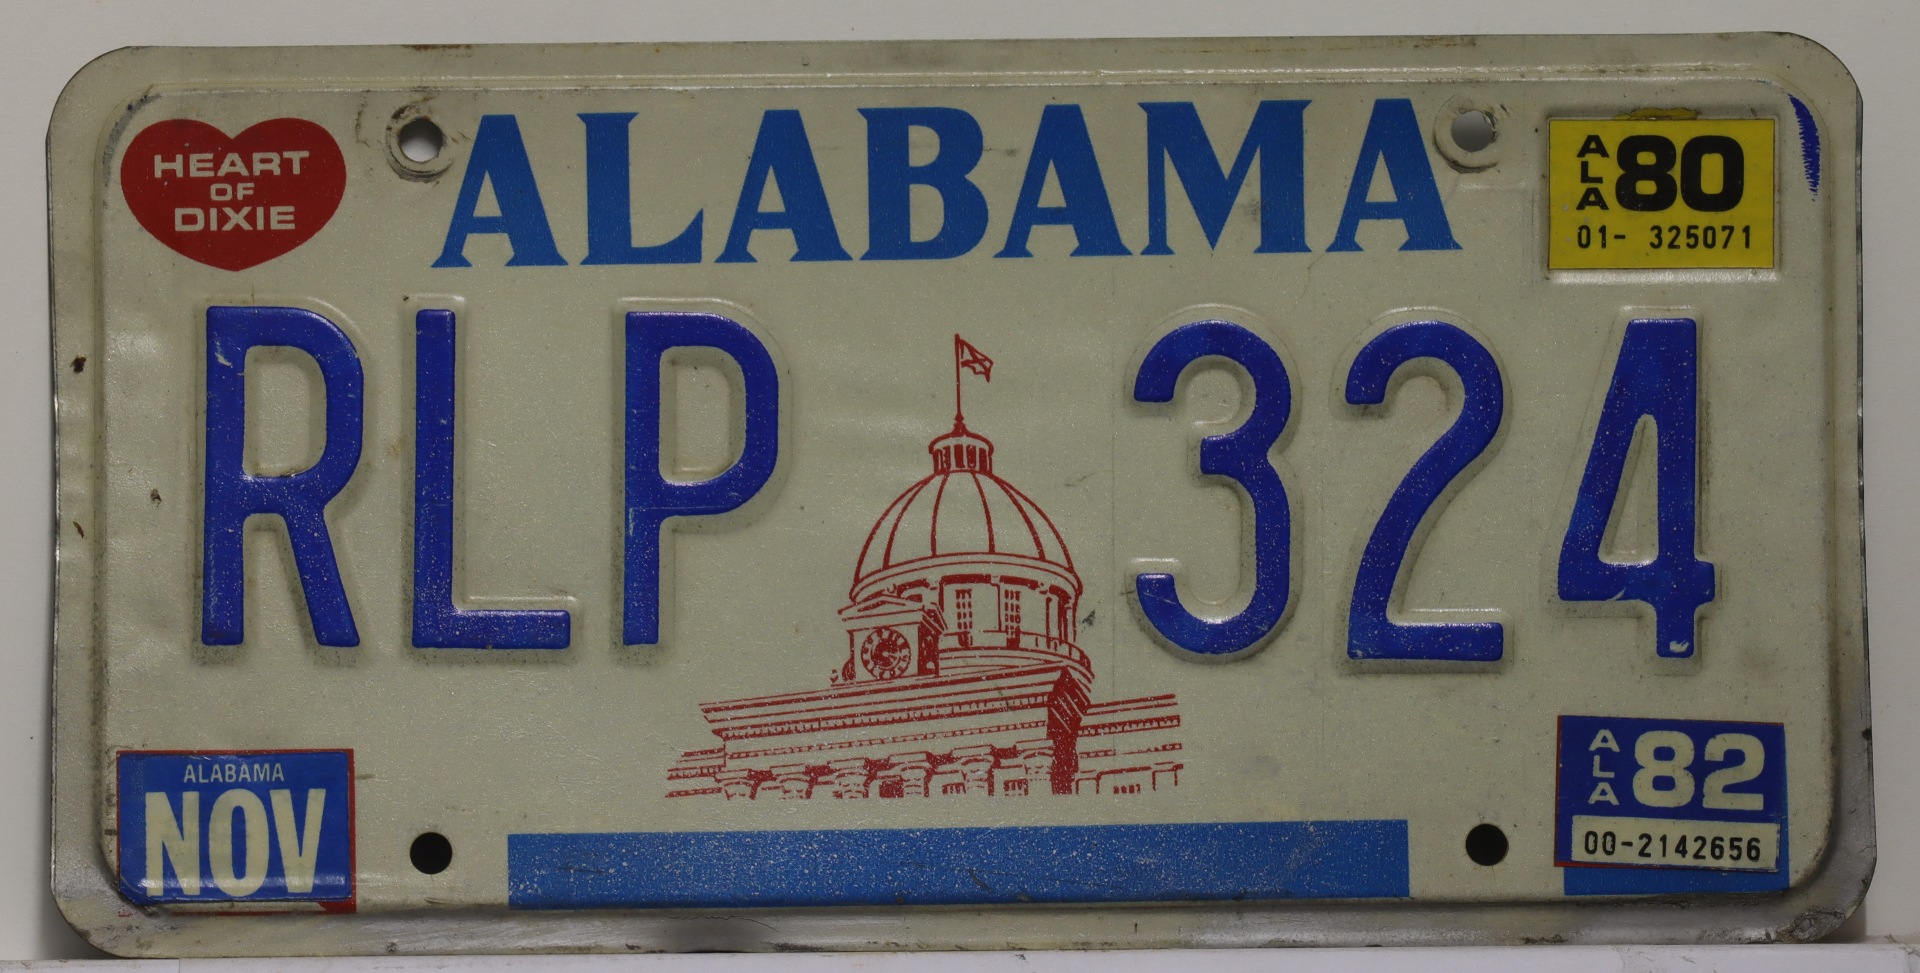 HEART
OF
DIXIE
ALABAMA
ALA 80
01- 325071
RLP 324
ALABAMA
NOV
ALA 82
00-2142656